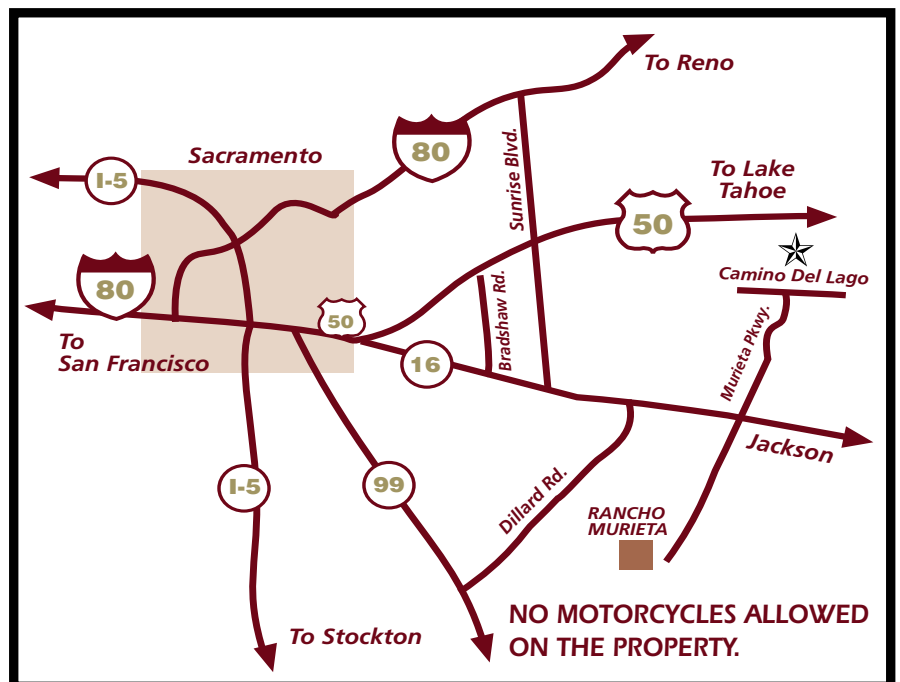 To Reno
80
Sunrise Blvd.
Sacramento
I-5
To Lake
Tahoe
50
Camino Del Lago
80
50
Bradshaw Rd.
To
San Francisco
16
Murieta Pkwy.
Jackson
I-5
99
Dillard Rd.
RANCHO
MURIETA
NO MOTORCYCLES ALLOWED
ON THE PROPERTY.
To Stockton